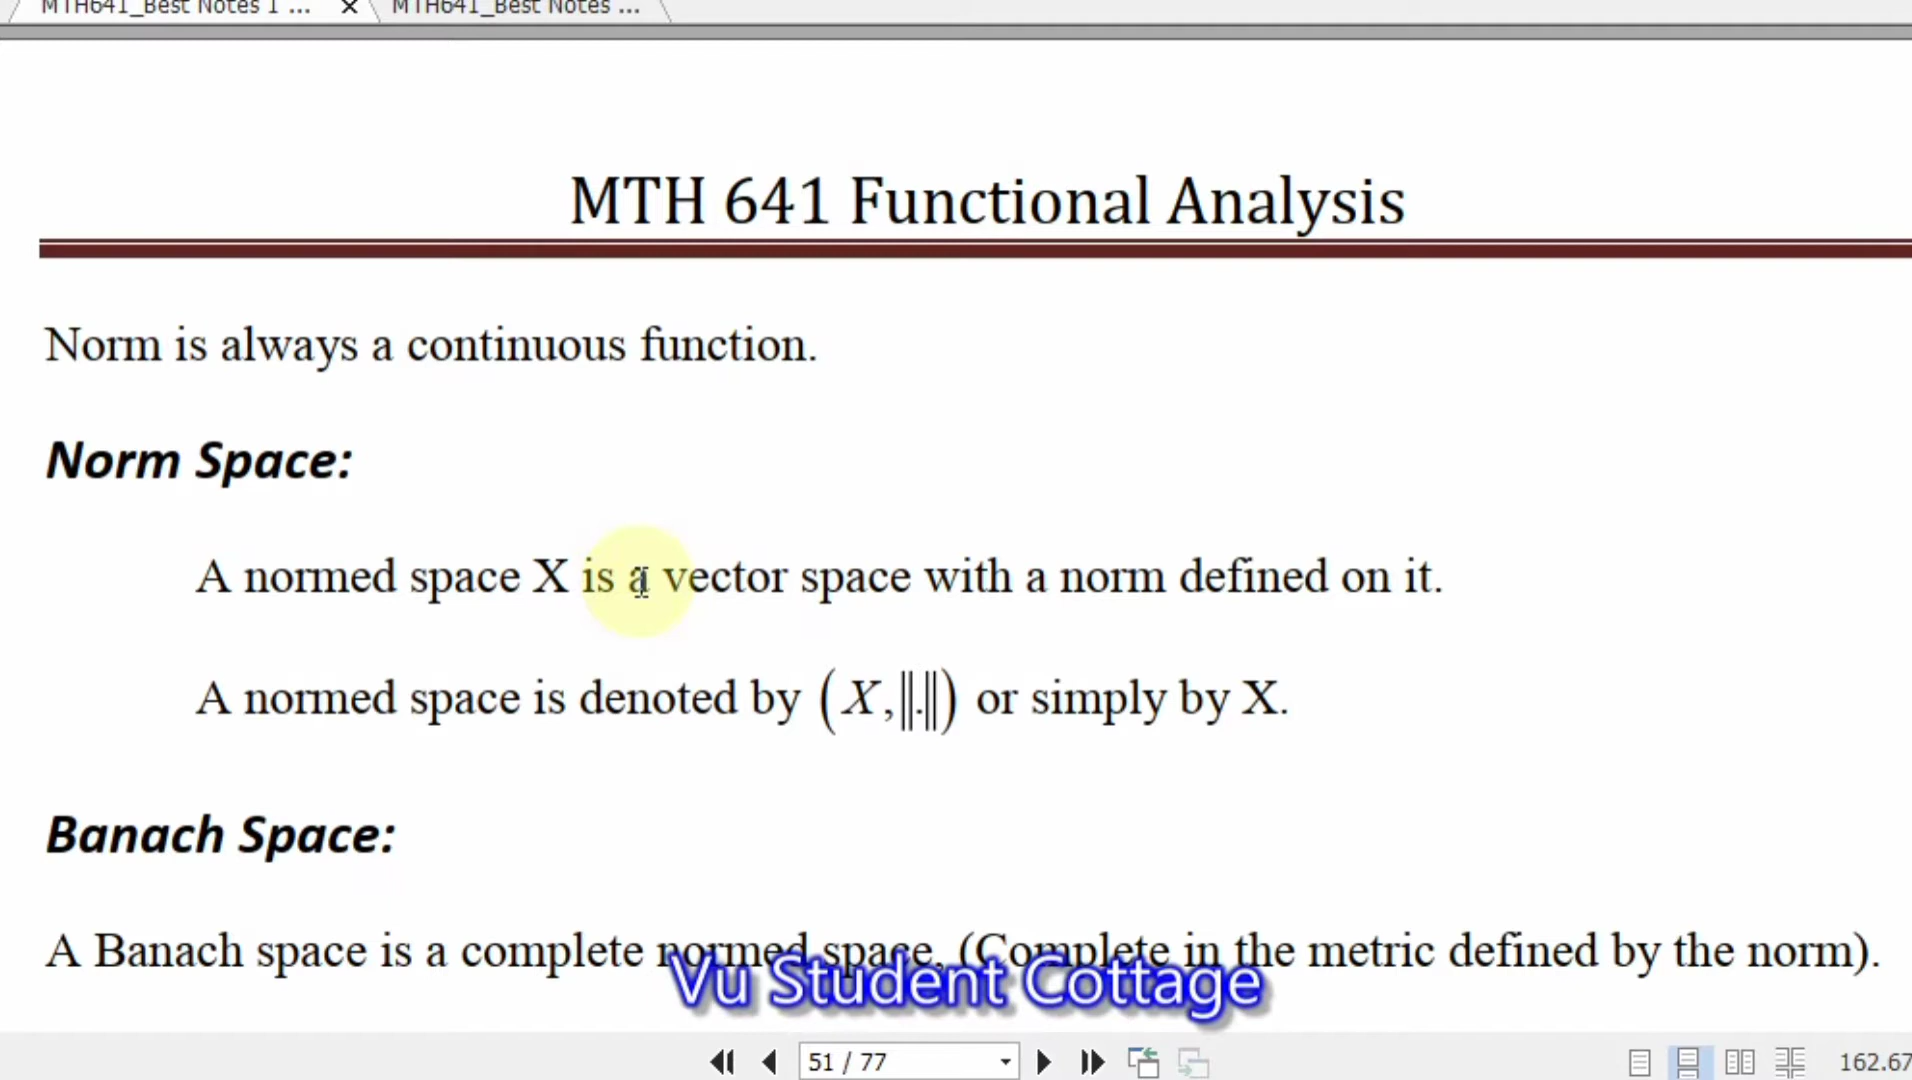 MTH641_Best Notes 1 ... MTH641_Best Notes ...
MTH 641 Functional Analysis
Norm is always a continuous function.
Norm Space:
A normed space X is a vector space with a norm defined on it.
A normed space is denoted by (X,‖.‖) or simply by X.
Banach Space:
A Banach space is a complete normed space, (Complete in the metric defined by the norm).
Vu Student Cottage
51 / 77
162.67